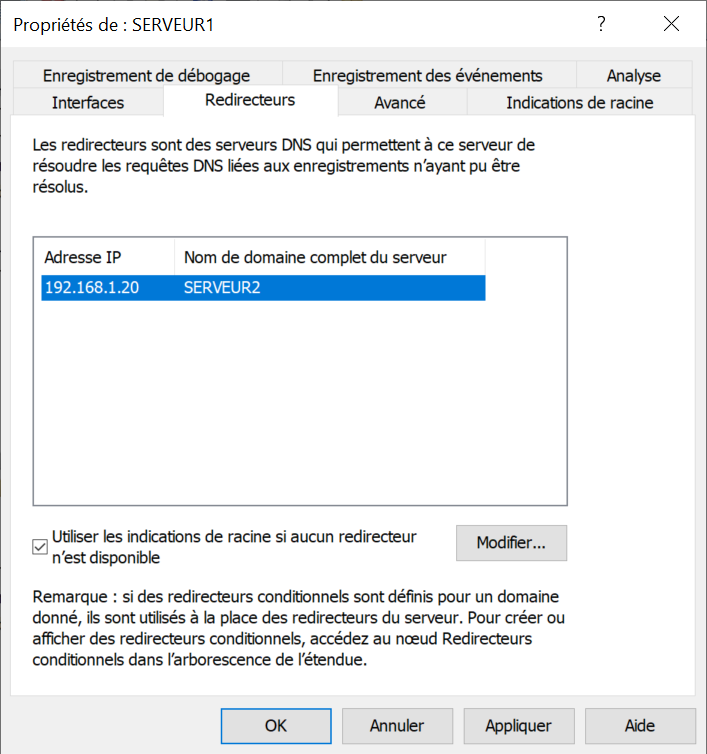 Propriétés de : SERVEUR1
?
Enregistrement de débogage
Enregistrement des événements
Analyse
Interfaces
Redirecteurs
Avancé
Indications de racine
Les redirecteurs sont des serveurs DNS qui permettent à ce serveur de
résoudre les requêtes DNS liées aux enregistrements n’ayant pu être
résolus.
Adresse IP
Nom de domaine complet du serveur
192.168.1.20
SERVEUR2
Utiliser les indications de racine si aucun redirecteur
n’est disponible
Modifier...
Remarque : si des redirecteurs conditionnels sont définis pour un domaine
donné, ils sont utilisés à la place des redirecteurs du serveur. Pour créer ou
afficher des redirecteurs conditionnels, accédez au nœud Redirecteurs
conditionnels dans l’arborescence de l’étendue.
OK
Annuler
Appliquer
Aide